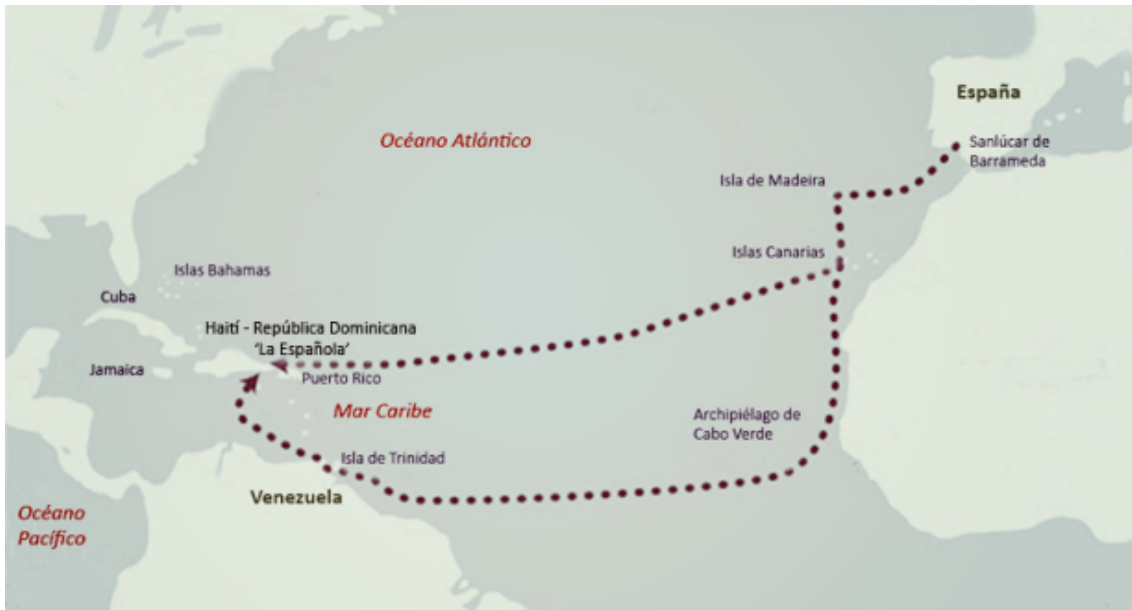 España
Océano Atlántico
Sanlúcar de
Barrameda
Isla de Madeira
Islas Canarias
Islas Bahamas
Cuba
Haití - República Dominicana
'La Española'
Jamaica
Puerto Rico
Mar Caribe
Archipiélago de
Cabo Verde
Isla de Trinidad
Venezuela
Océano
Pacífico